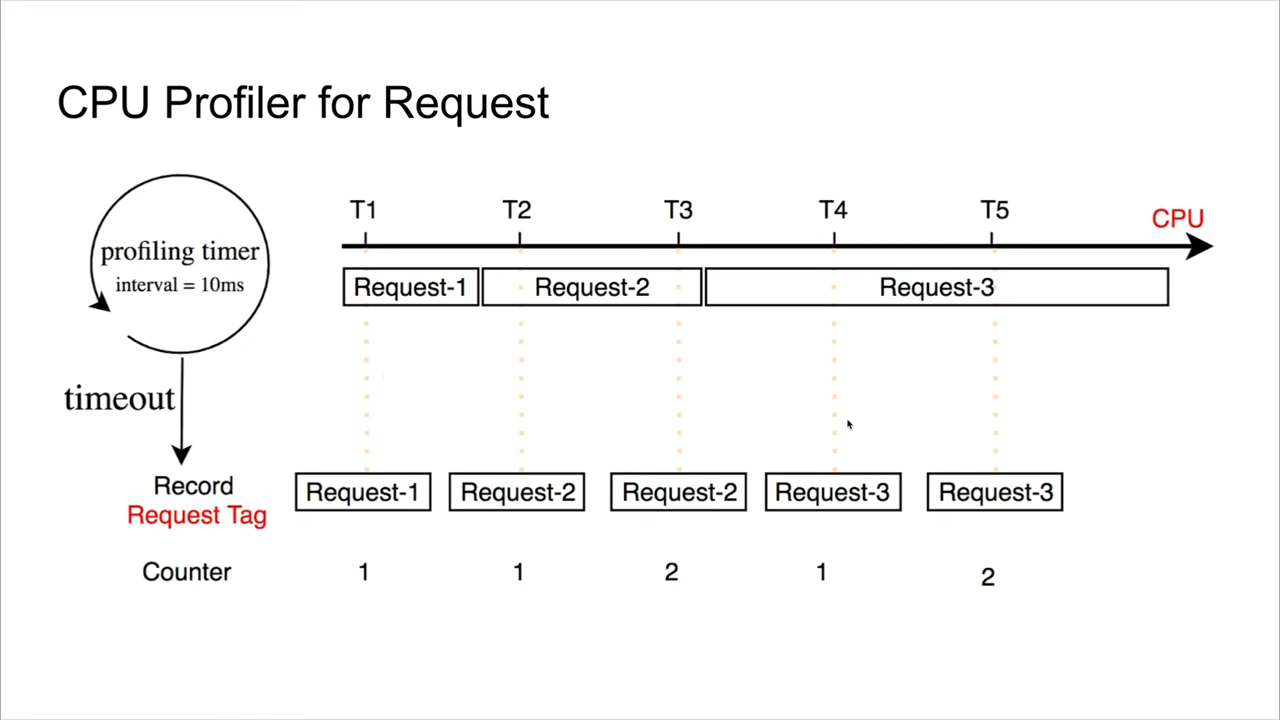 CPU Profiler for Request
profiling timer
interval = 10ms
timeout
T1 T2 T3 T4 T5 CPU
Request-1 Request-2 Request-3
Record
Request Tag
Request-1 Request-2 Request-2 Request-3 Request-3
Counter 1 1 2 1 2